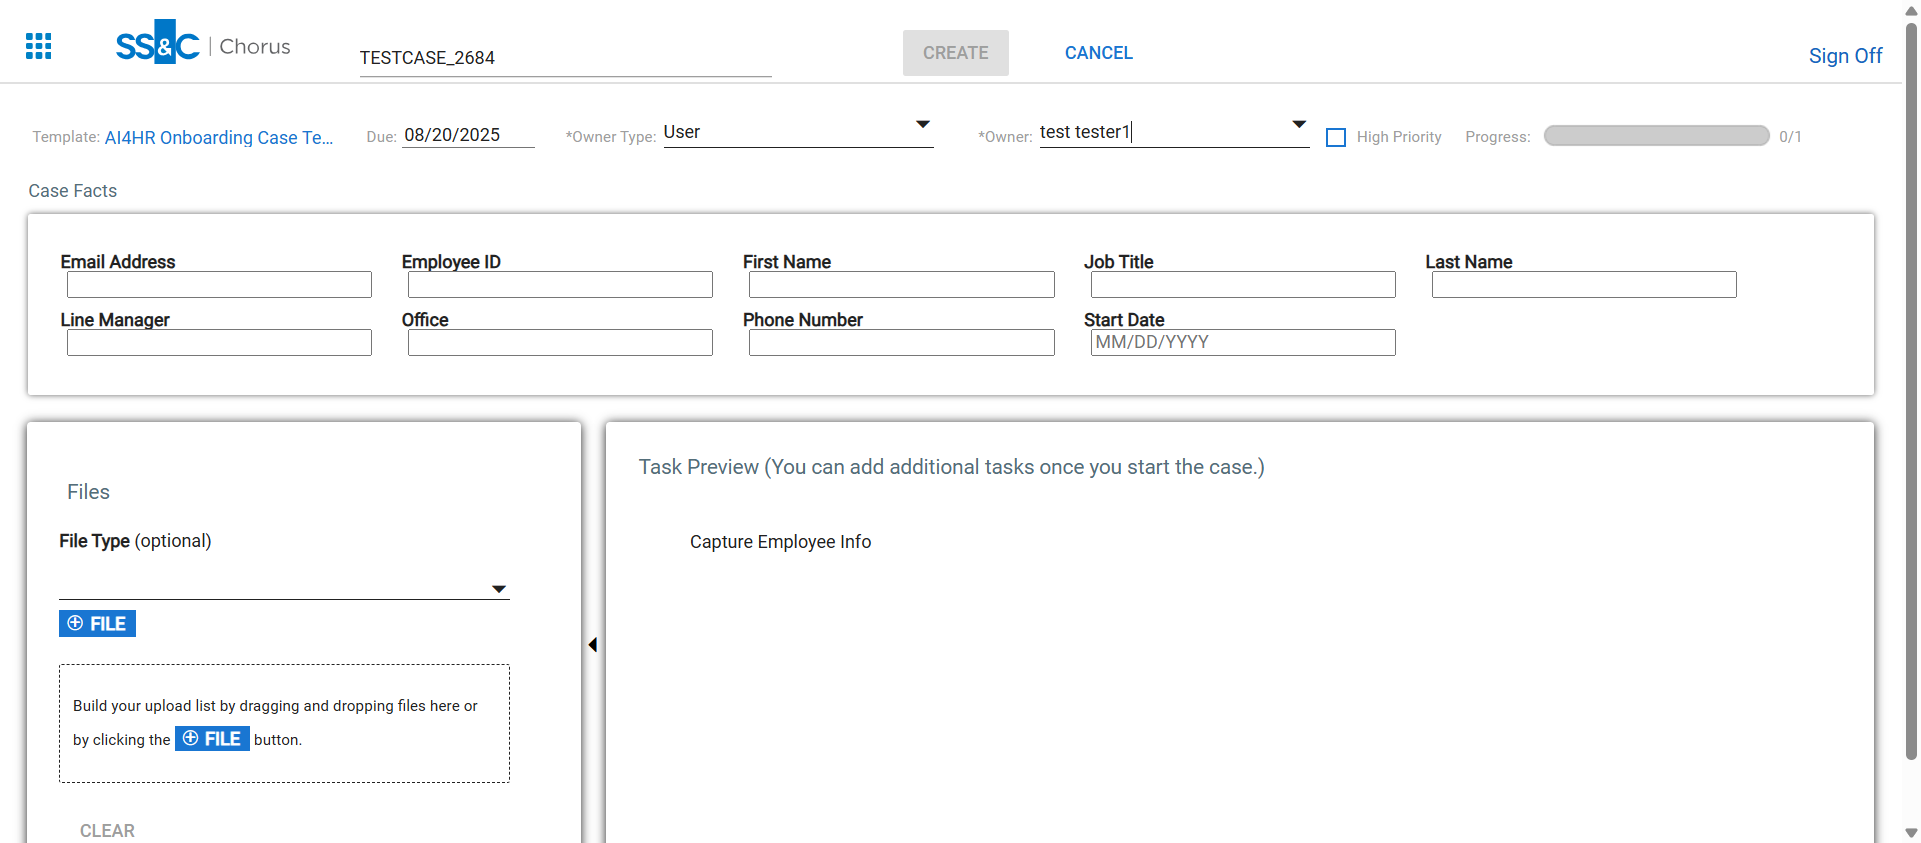 SS&C | Chorus
TESTCASE_2684
CREATE
CANCEL
Sign Off
Template: AI4HR Onboarding Case Te...
Due: 08/20/2025
*Owner Type: User
*Owner: test tester1
High Priority
Progress: 0/1
Case Facts
Email Address
Employee ID
First Name
Job Title
Last Name
Line Manager
Office
Phone Number
Start Date
MM/DD/YYYY
Files
File Type (optional)
FILE
Build your upload list by dragging and dropping files here or
by clicking the FILE button.
CLEAR
Task Preview (You can add additional tasks once you start the case.)
Capture Employee Info